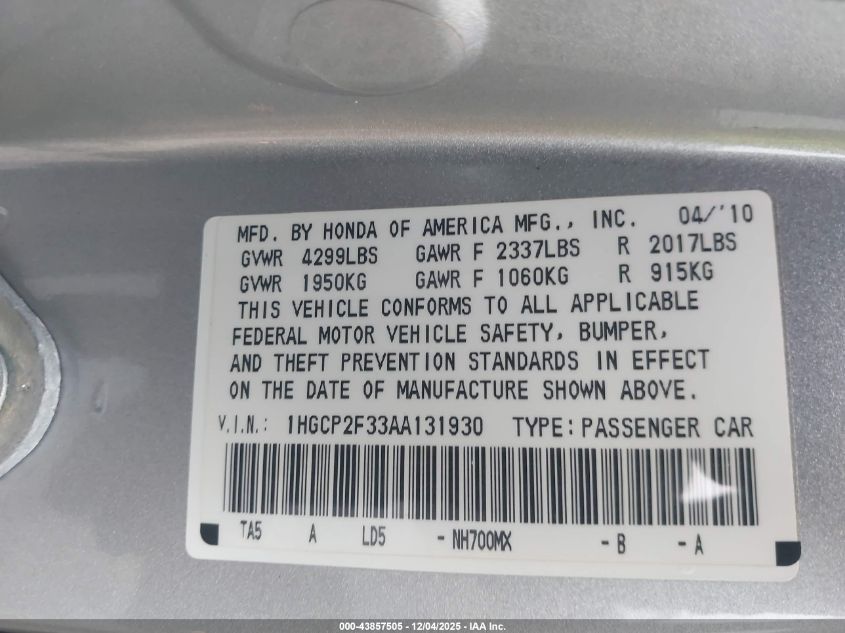 MFD. BY HONDA OF AMERICA MFG., INC. 04/'10
GVWR 4299LBS GAWR F 2337LBS R 2017LBS
GVWR 1950KG GAWR F 1060KG R 915KG
THIS VEHICLE CONFORMS TO ALL APPLICABLE
FEDERAL MOTOR VEHICLE SAFETY, BUMPER,
AND THEFT PREVENTION STANDARDS IN EFFECT
ON THE DATE OF MANUFACTURE SHOWN ABOVE.
V.I.N.: 1HGCP2F33AA131930 TYPE: PASSENGER CAR
TA5 A LD5 - NH700MX - B - A
000-43857505 - 12/04/2025 - IAA Inc.